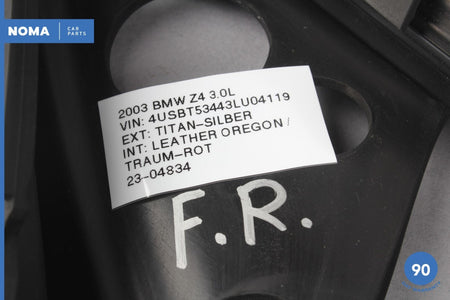 NOMA CAR PARTS
2003 BMW Z4 3.0L
VIN: 4USBT53443LU04119
EXT: TITAN-SILBER
INT: LEATHER OREGON /
TRAUM-ROT
23-04834
F.R.
90